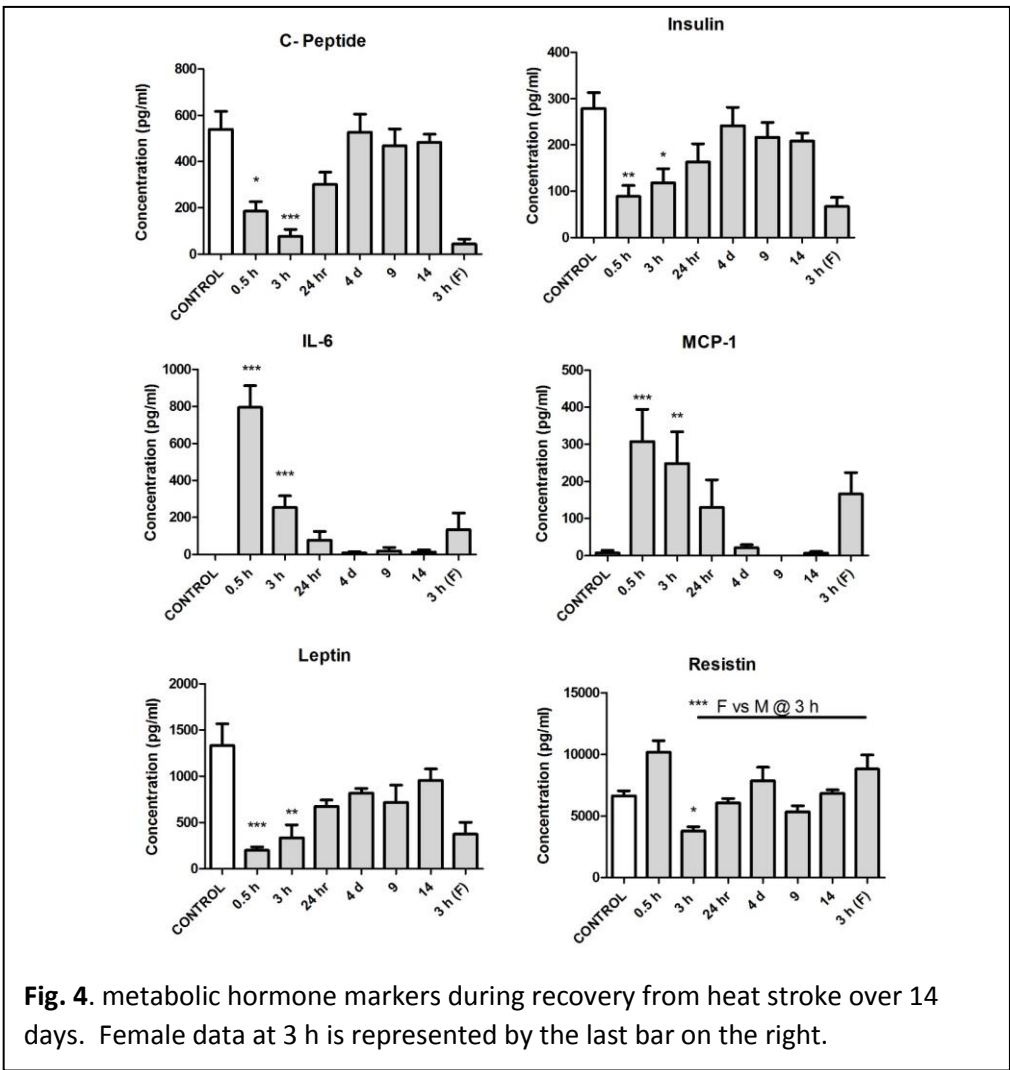 C- Peptide
Concentration (pg/ml)
800
600
400
200
0
*
***
CONTROL
0.5 h
3 h
24 hr
4 d
9
14
3 h (F)
Insulin
Concentration (pg/ml)
400
300
200
100
0
**
*
CONTROL
0.5 h
3 h
24 hr
4 d
9
14
3 h (F)
IL-6
Concentration (pg/ml)
1000
800
600
400
200
0
***
***
CONTROL
0.5 h
3 h
24 hr
4 d
9
14
3 h (F)
MCP-1
Concentration (pg/ml)
500
400
300
200
100
0
***
**
CONTROL
0.5 h
3 h
24 hr
4 d
9
14
3 h (F)
Leptin
Concentration (pg/ml)
2000
1500
1000
500
0
***
**
CONTROL
0.5 h
3 h
24 hr
4 d
9
14
3 h (F)
Resistin
Concentration (pg/ml)
15000
10000
5000
0
*** F vs M @ 3 h
*
CONTROL
0.5 h
3 h
24 hr
4 d
9
14
3 h (F)
Fig. 4. metabolic hormone markers during recovery from heat stroke over 14
days. Female data at 3 h is represented by the last bar on the right.